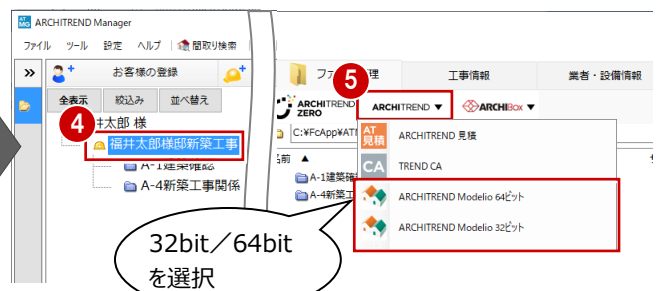 ARCHITREND Manager
ファイル ツール 設定 ヘルプ 間取り検索
お客様の登録
全表示 絞込み 並べ替え
4
井太郎 様
福井太郎様邸新築工事
A-1建築確認
A-4新築工事関係
5
工事情報 業者・設備情報
ARCHITREND ZERO ARCHITREND ▼ ARCHIBox ▼
C:¥FcApp¥AT
名前 ▲
A-1建築確
A-4新築工
AT見積 ARCHITREND 見積
CA TREND CA
ARCHITREND Modelio 64ビット
ARCHITREND Modelio 32ビット
32bit／64bit
を選択